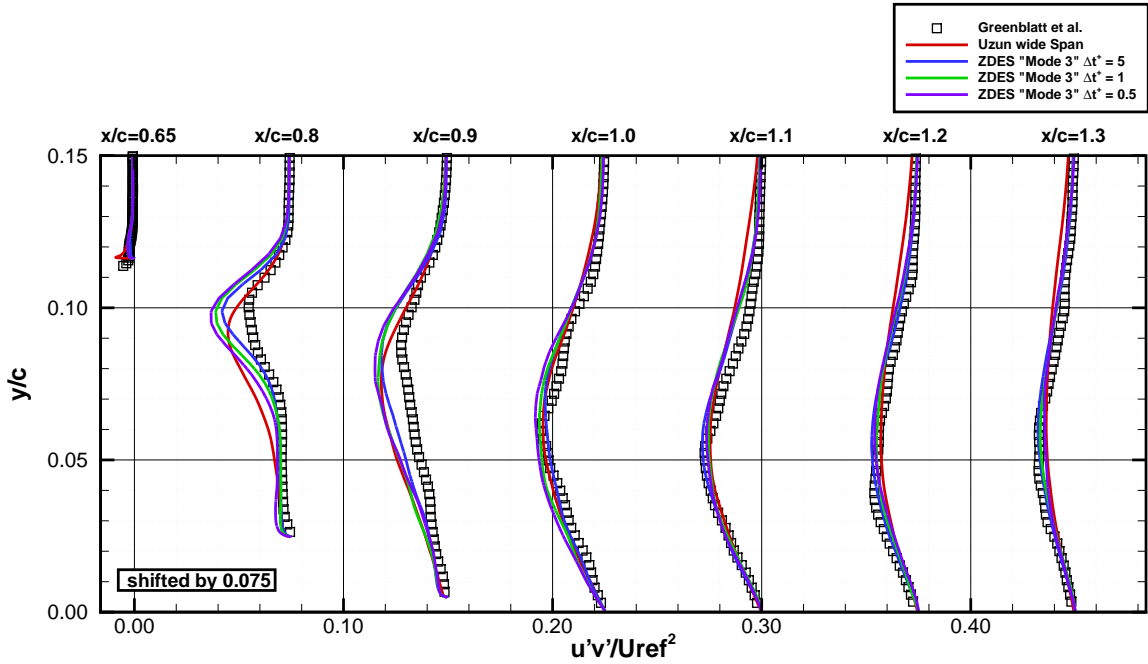 Greenblatt et al.
Uzun wide Span
ZDES "Mode 3" Δt⁺ = 5
ZDES "Mode 3" Δt⁺ = 1
ZDES "Mode 3" Δt⁺ = 0.5
x/c=0.65 x/c=0.8 x/c=0.9 x/c=1.0 x/c=1.1 x/c=1.2 x/c=1.3
0.15
0.10
y/c
0.05
shifted by 0.075
0.00
0.00 0.10 0.20 0.30 0.40
u'v'/Uref²